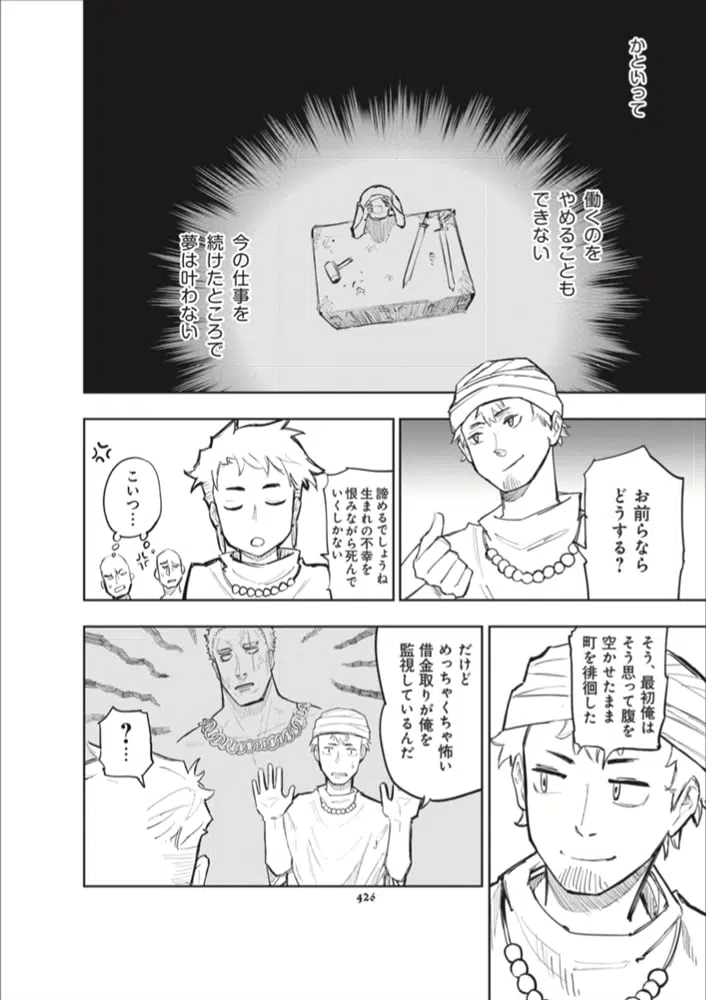 かといって
働くのを
やめることも
できない
今の仕事を
続けたところで
夢は叶わない
お前らなら
どうする？
諦めるでしょうね
生まれの不幸を
恨みながら死んで
いくしかない
こいつ…
そう、最初俺は
そう思って腹を
空かせたまま
町を徘徊した
だけど
めっちゃくちゃ怖い
借金取りが俺を
監視しているんだ
？…
426